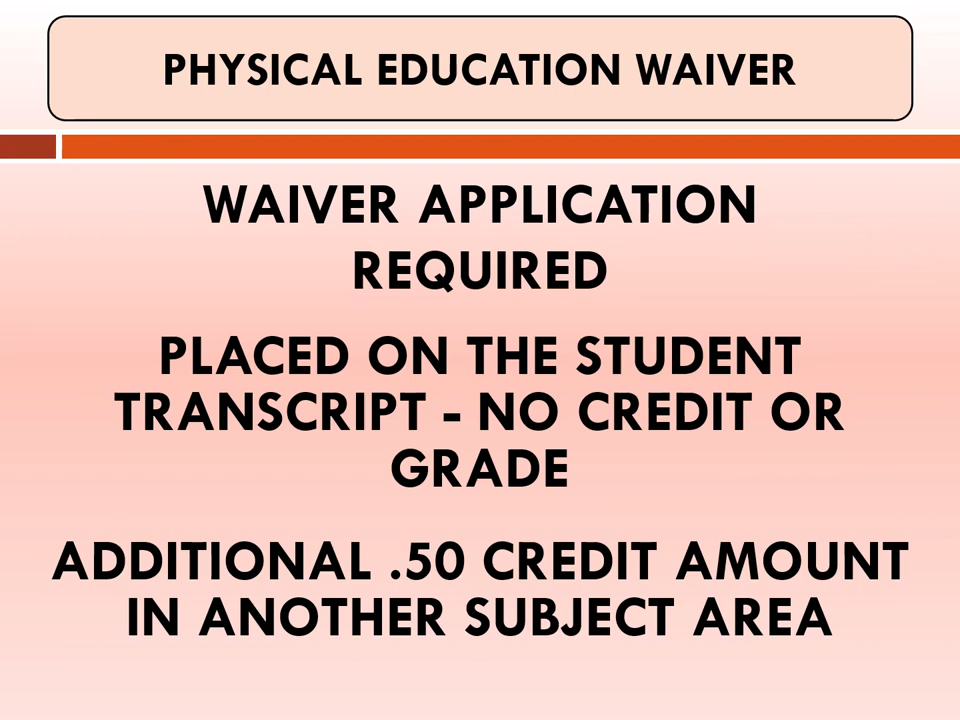 PHYSICAL EDUCATION WAIVER
WAIVER APPLICATION
REQUIRED
PLACED ON THE STUDENT
TRANSCRIPT - NO CREDIT OR
GRADE
ADDITIONAL .50 CREDIT AMOUNT
IN ANOTHER SUBJECT AREA